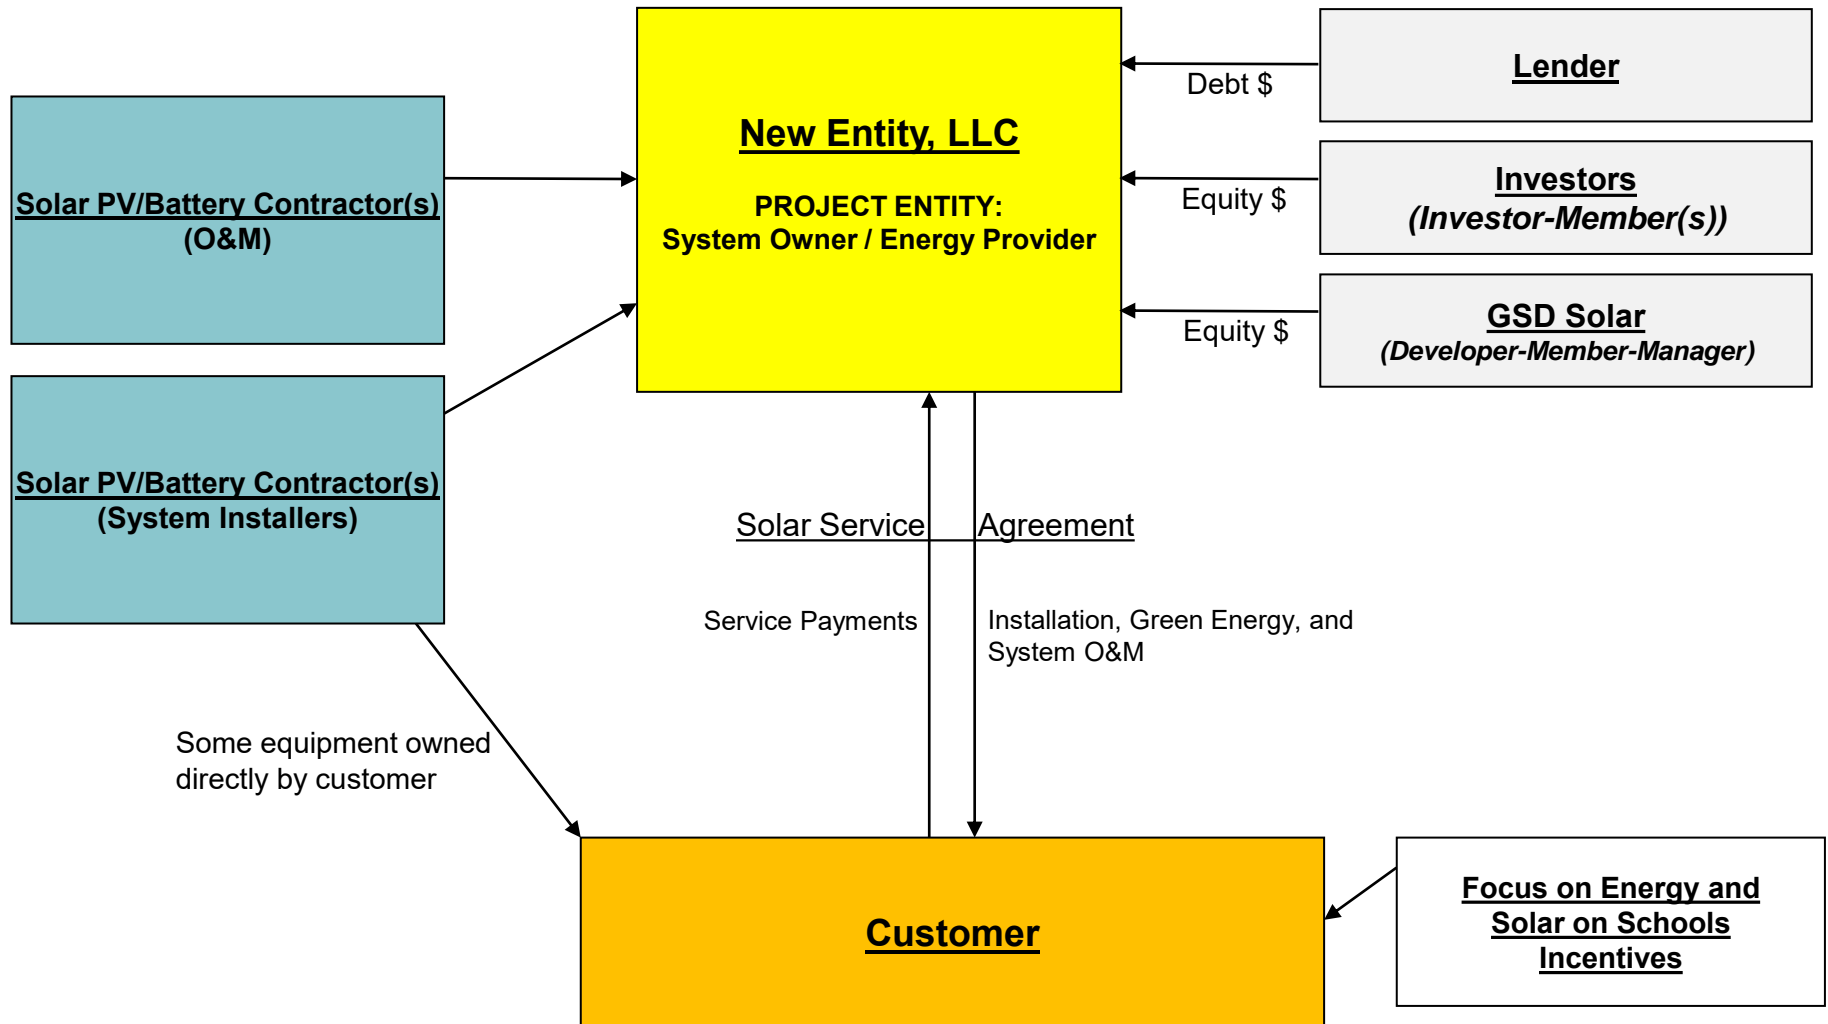 New Entity, LLC
PROJECT ENTITY:
System Owner / Energy Provider
Solar PV/Battery Contractor(s)
(O&M)
Solar PV/Battery Contractor(s)
(System Installers)
Debt $
Lender
Equity $
Investors
(Investor-Member(s))
Equity $
GSD Solar
(Developer-Member-Manager)
Solar Service Agreement
Service Payments
Installation, Green Energy, and
System O&M
Some equipment owned
directly by customer
Customer
Focus on Energy and
Solar on Schools
Incentives